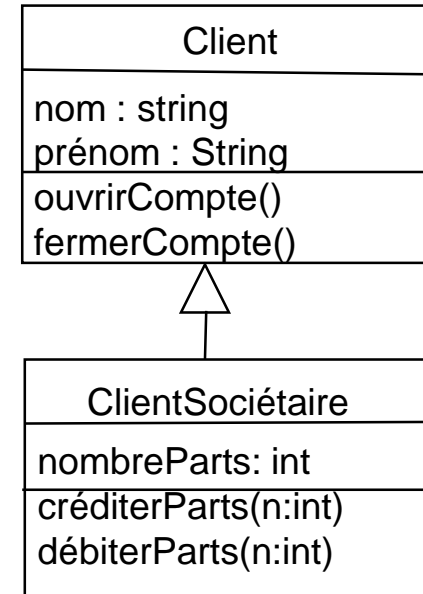 Client
nom : string
prénom : String
ouvrirCompte()
fermerCompte()
ClientSociétaire
nombreParts: int
créditerParts(n:int)
débiterParts(n:int)